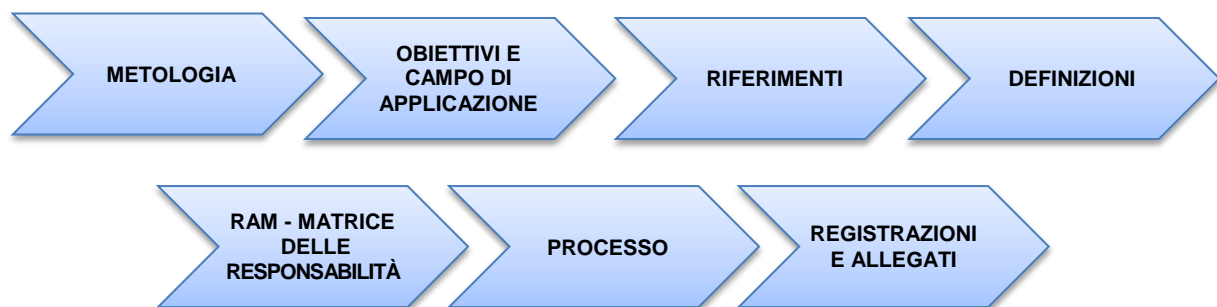 METOLOGIA
OBIETTIVI E
CAMPO DI
APPLICAZIONE
RIFERIMENTI
DEFINIZIONI
RAM - MATRICE
DELLE
RESPONSABILITÀ
PROCESSO
REGISTRAZIONI
E ALLEGATI